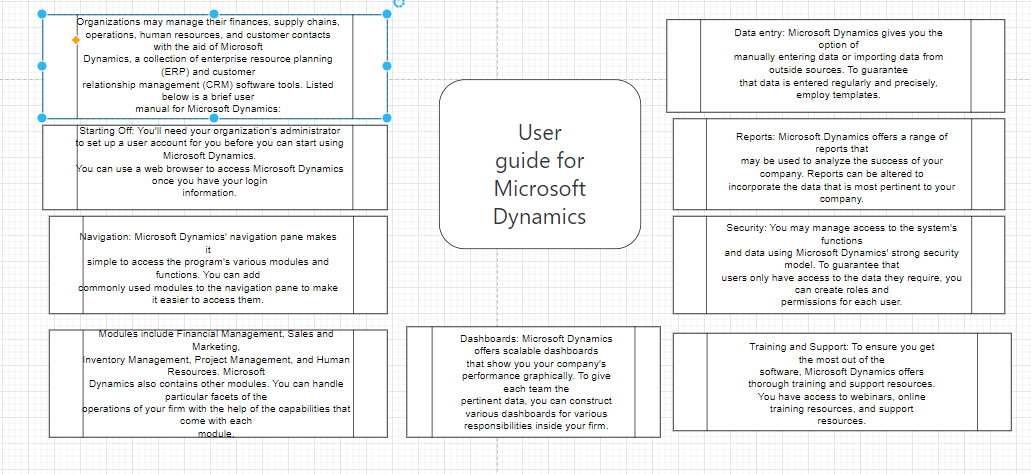 Organizations may manage their finances, supply chains,
operations, human resources, and customer contacts
with the aid of Microsoft
Dynamics, a collection of enterprise resource planning
(ERP) and customer
relationship management (CRM) software tools. Listed
below is a brief user
manual for Microsoft Dynamics:
Starting Off: You'll need your organization's administrator
to set up a user account for you before you can start using
Microsoft Dynamics.
You can use a web browser to access Microsoft Dynamics
once you have your login
information.
Navigation: Microsoft Dynamics' navigation pane makes
it
simple to access the program's various modules and
functions. You can add
commonly used modules to the navigation pane to make
it easier to access them.
Modules include Financial Management, Sales and
Marketing,
Inventory Management, Project Management, and Human
Resources. Microsoft
Dynamics also contains other modules. You can handle
particular facets of the
operations of your firm with the help of the capabilities that
come with each
module.
User
guide for
Microsoft
Dynamics
Dashboards: Microsoft Dynamics
offers scalable dashboards
that show you your company's
performance graphically. To give
each team the
pertinent data, you can construct
various dashboards for various
responsibilities inside your firm.
Data entry: Microsoft Dynamics gives you the
option of
manually entering data or importing data from
outside sources. To guarantee
that data is entered regularly and precisely,
employ templates.
Reports: Microsoft Dynamics offers a range of
reports that
may be used to analyze the success of your
company. Reports can be altered to
incorporate the data that is most pertinent to your
company.
Security: You may manage access to the system's
functions
and data using Microsoft Dynamics' strong security
model. To guarantee that
users only have access to the data they require, you
can create roles and
permissions for each user.
Training and Support: To ensure you get
the most out of the
software, Microsoft Dynamics offers
thorough training and support resources.
You have access to webinars, online
training resources, and support
resources.